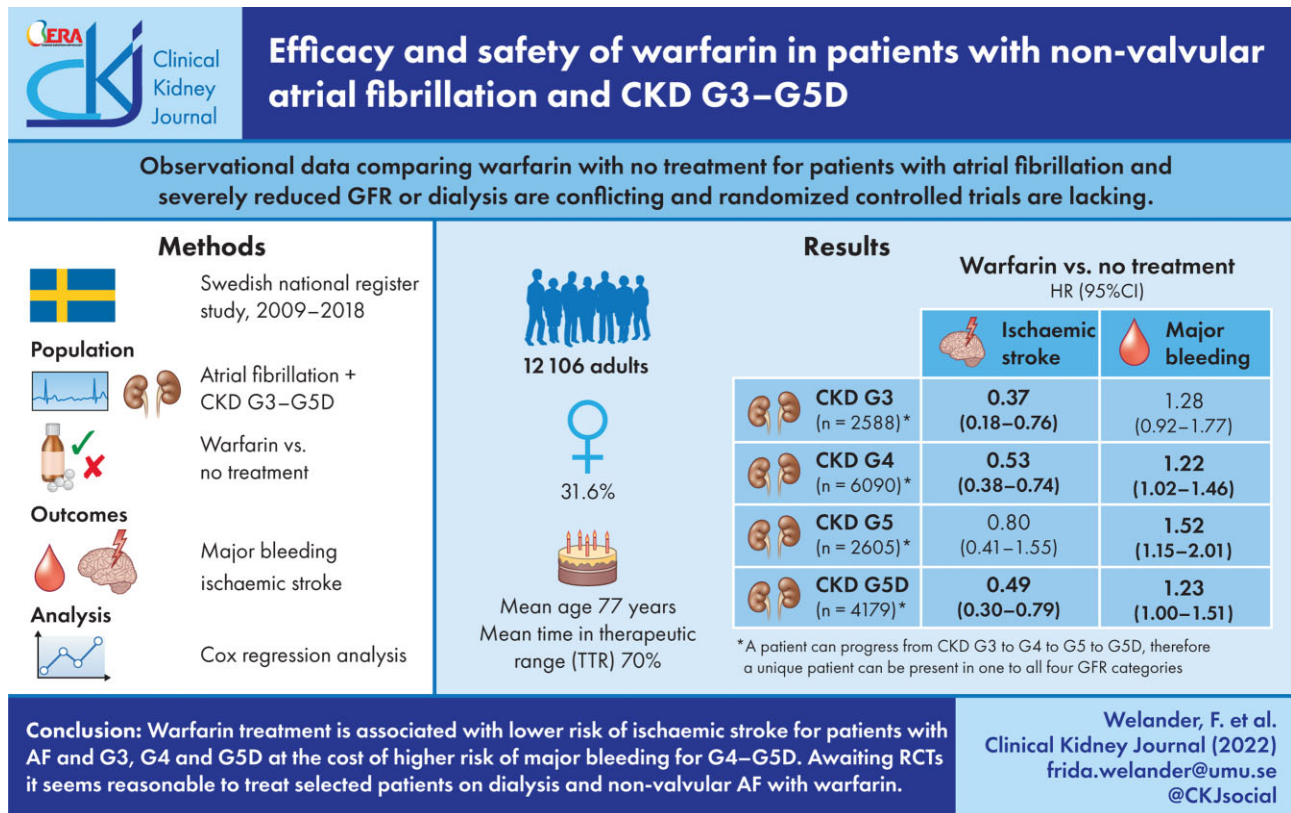 ERA
CKJ
Clinical
Kidney
Journal
Efficacy and safety of warfarin in patients with non-valvular
atrial fibrillation and CKD G3–G5D
Observational data comparing warfarin with no treatment for patients with atrial fibrillation and
severely reduced GFR or dialysis are conflicting and randomized controlled trials are lacking.
Methods
Swedish national register
study, 2009–2018
Population
Atrial fibrillation +
CKD G3–G5D
Warfarin vs.
no treatment
Outcomes
Major bleeding
ischaemic stroke
Analysis
Cox regression analysis
Results
12 106 adults
31.6%
Mean age 77 years
Mean time in therapeutic
range (TTR) 70%
Warfarin vs. no treatment
HR (95%CI)
Ischaemic
stroke
Major
bleeding
CKD G3
(n = 2588)*
0.37
(0.18–0.76)
1.28
(0.92–1.77)
CKD G4
(n = 6090)*
0.53
(0.38–0.74)
1.22
(1.02–1.46)
CKD G5
(n = 2605)*
0.80
(0.41–1.55)
1.52
(1.15–2.01)
CKD G5D
(n = 4179)*
0.49
(0.30–0.79)
1.23
(1.00–1.51)
*A patient can progress from CKD G3 to G4 to G5 to G5D, therefore
a unique patient can be present in one to all four GFR categories
Conclusion: Warfarin treatment is associated with lower risk of ischaemic stroke for patients with
AF and G3, G4 and G5D at the cost of higher risk of major bleeding for G4–G5D. Awaiting RCTs
it seems reasonable to treat selected patients on dialysis and non-valvular AF with warfarin.
Welander, F. et al.
Clinical Kidney Journal (2022)
frida.welander@umu.se
@CKJsocial